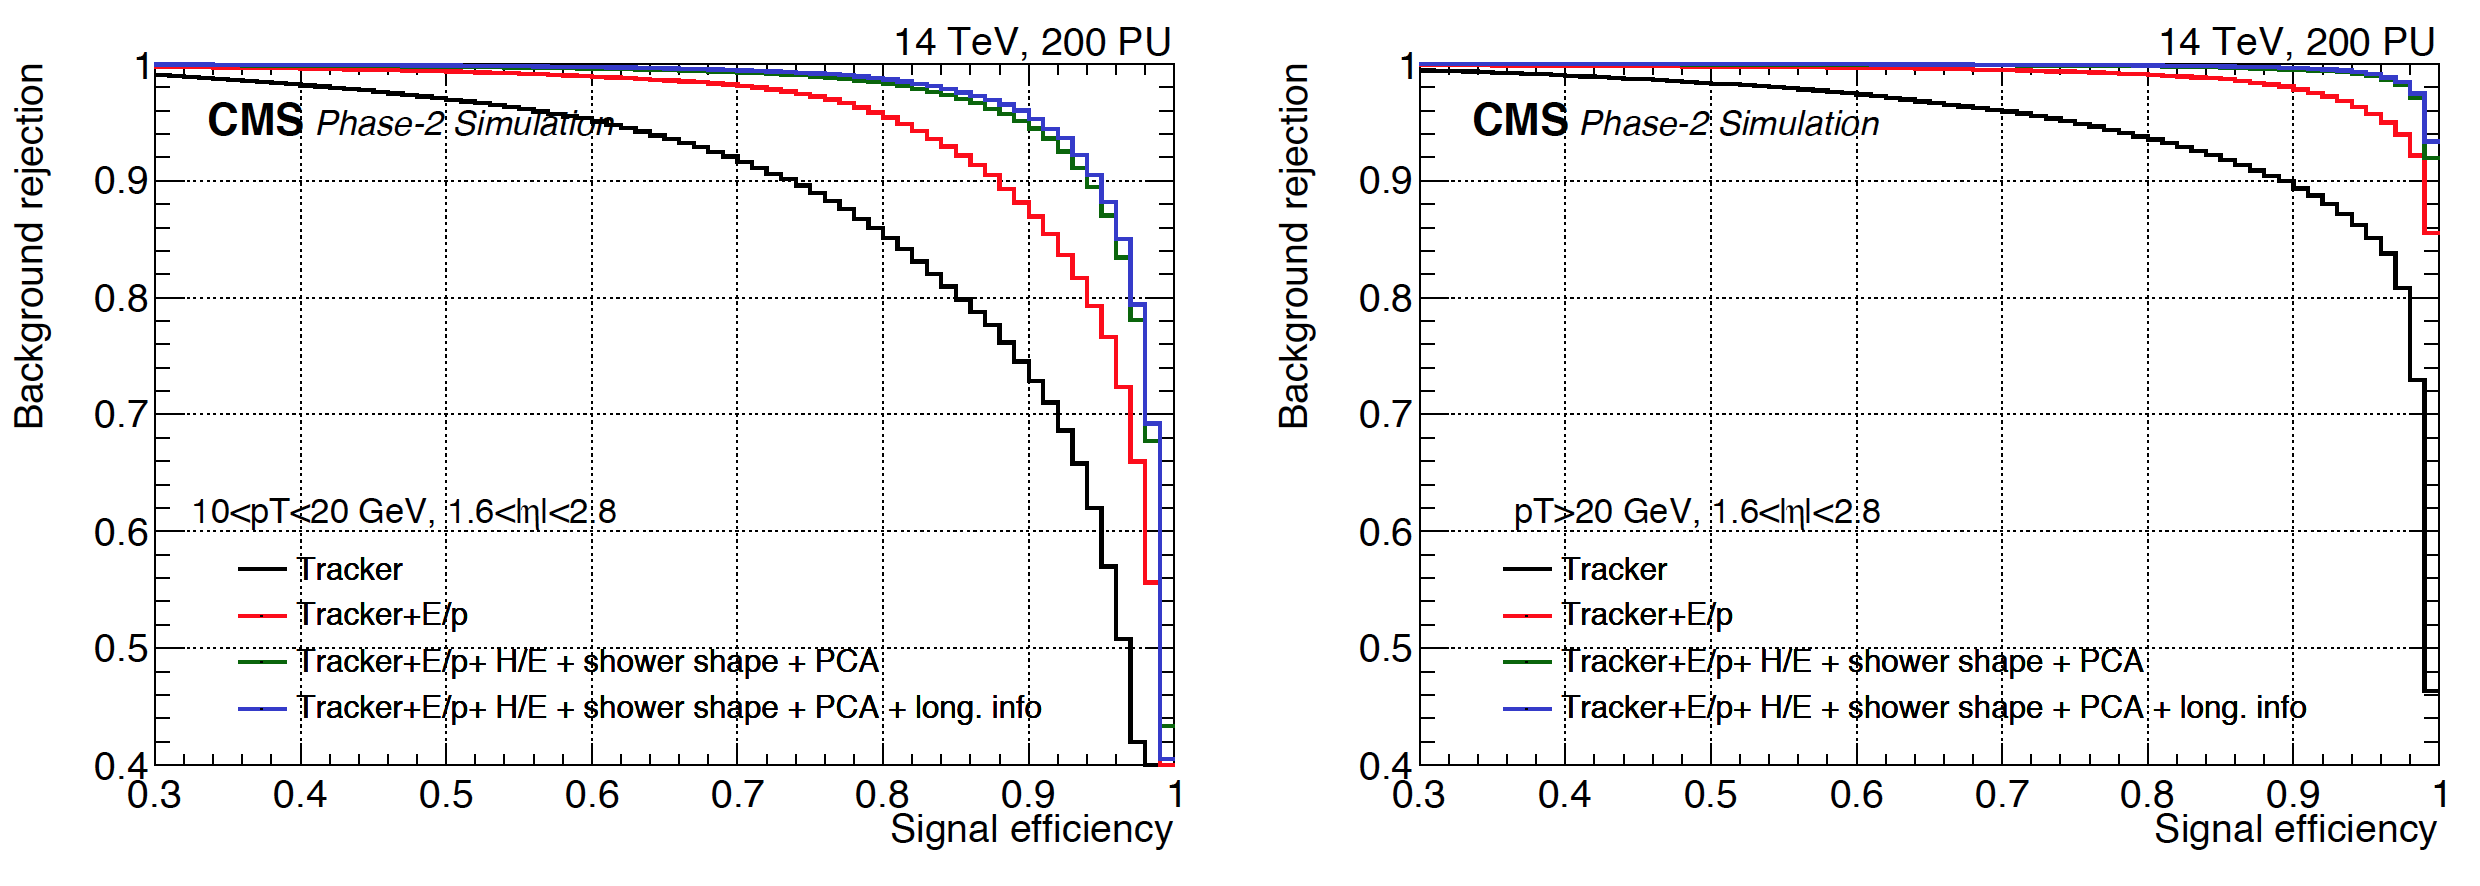 14 TeV, 200 PU
Background rejection
1
CMS Phase-2 Simulation
0.9
0.8
0.7
10<pT<20 GeV, 1.6<|η|<2.8
0.6
Tracker
Tracker+E/p
0.5
Tracker+E/p+ H/E + shower shape + PCA
Tracker+E/p+ H/E + shower shape + PCA + long. info
0.4
0.3 0.4 0.5 0.6 0.7 0.8 0.9 1
Signal efficiency
14 TeV, 200 PU
Background rejection
1
CMS Phase-2 Simulation
0.9
0.8
0.7
pT>20 GeV, 1.6<|η|<2.8
0.6
Tracker
Tracker+E/p
0.5
Tracker+E/p+ H/E + shower shape + PCA
Tracker+E/p+ H/E + shower shape + PCA + long. info
0.4
0.3 0.4 0.5 0.6 0.7 0.8 0.9 1
Signal efficiency